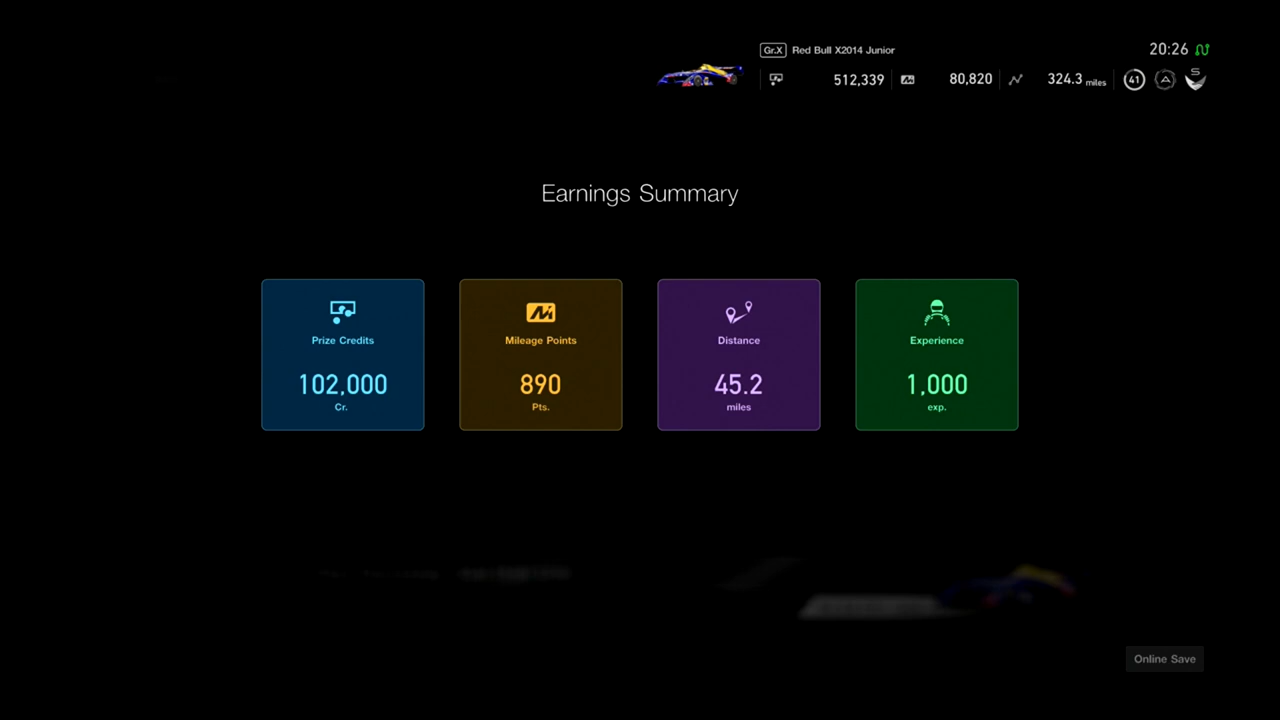 Gr.X Red Bull X2014 Junior 20:26
512,339 80,820 324.3 miles 41 A S
Earnings Summary
Prize Credits Mileage Points Distance Experience
102,000 890 45.2 1,000
Cr. Pts. miles exp.
Online Save